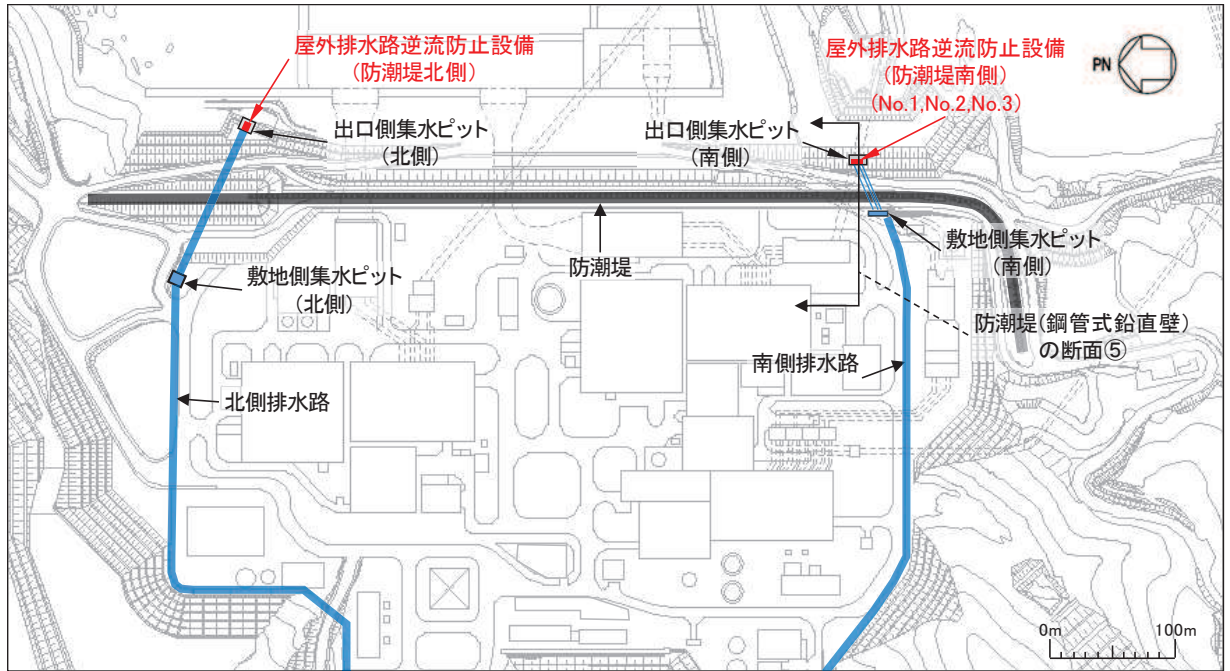 屋外排水路逆流防止設備
(防潮堤北側)
屋外排水路逆流防止設備
(防潮堤南側)
(No.1,No.2,No.3)
PN
出口側集水ピット
(北側)
出口側集水ピット
(南側)
敷地側集水ピット
(北側)
防潮堤
敷地側集水ピット
(南側)
防潮堤(鋼管式鉛直壁)
の断面⑤
北側排水路
南側排水路
0m
100m